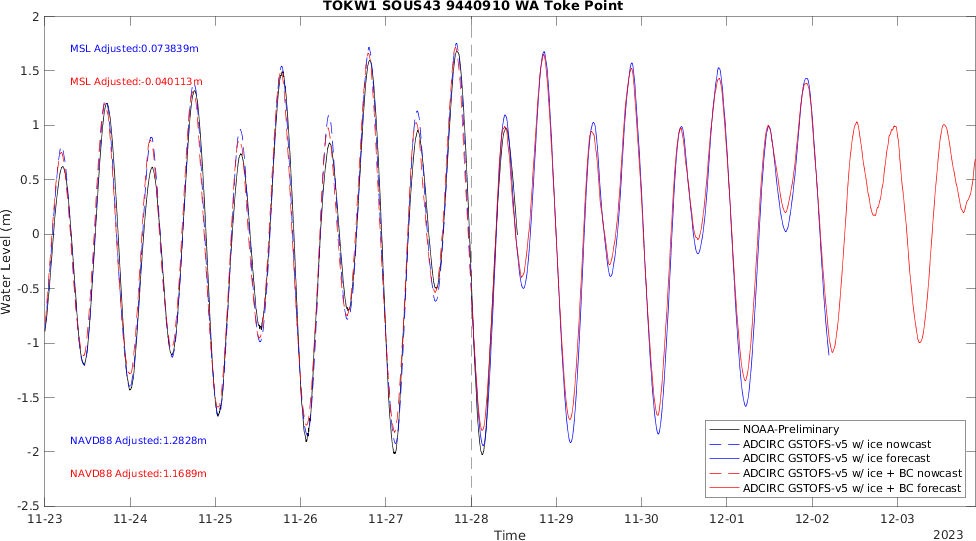 TOKW1 SOUS43 9440910 WA Toke Point
MSL Adjusted:0.073839m
MSL Adjusted:-0.040113m
NAVD88 Adjusted:1.2828m
NAVD88 Adjusted:1.1689m
Water Level (m)
2
1.5
1
0.5
0
-0.5
-1
-1.5
-2
-2.5
NOAA-Preliminary
ADCIRC GSTOFS-v5 w/ ice nowcast
ADCIRC GSTOFS-v5 w/ ice forecast
ADCIRC GSTOFS-v5 w/ ice + BC nowcast
ADCIRC GSTOFS-v5 w/ ice + BC forecast
11-23 11-24 11-25 11-26 11-27 11-28 11-29 11-30 12-01 12-02 12-03
Time
2023